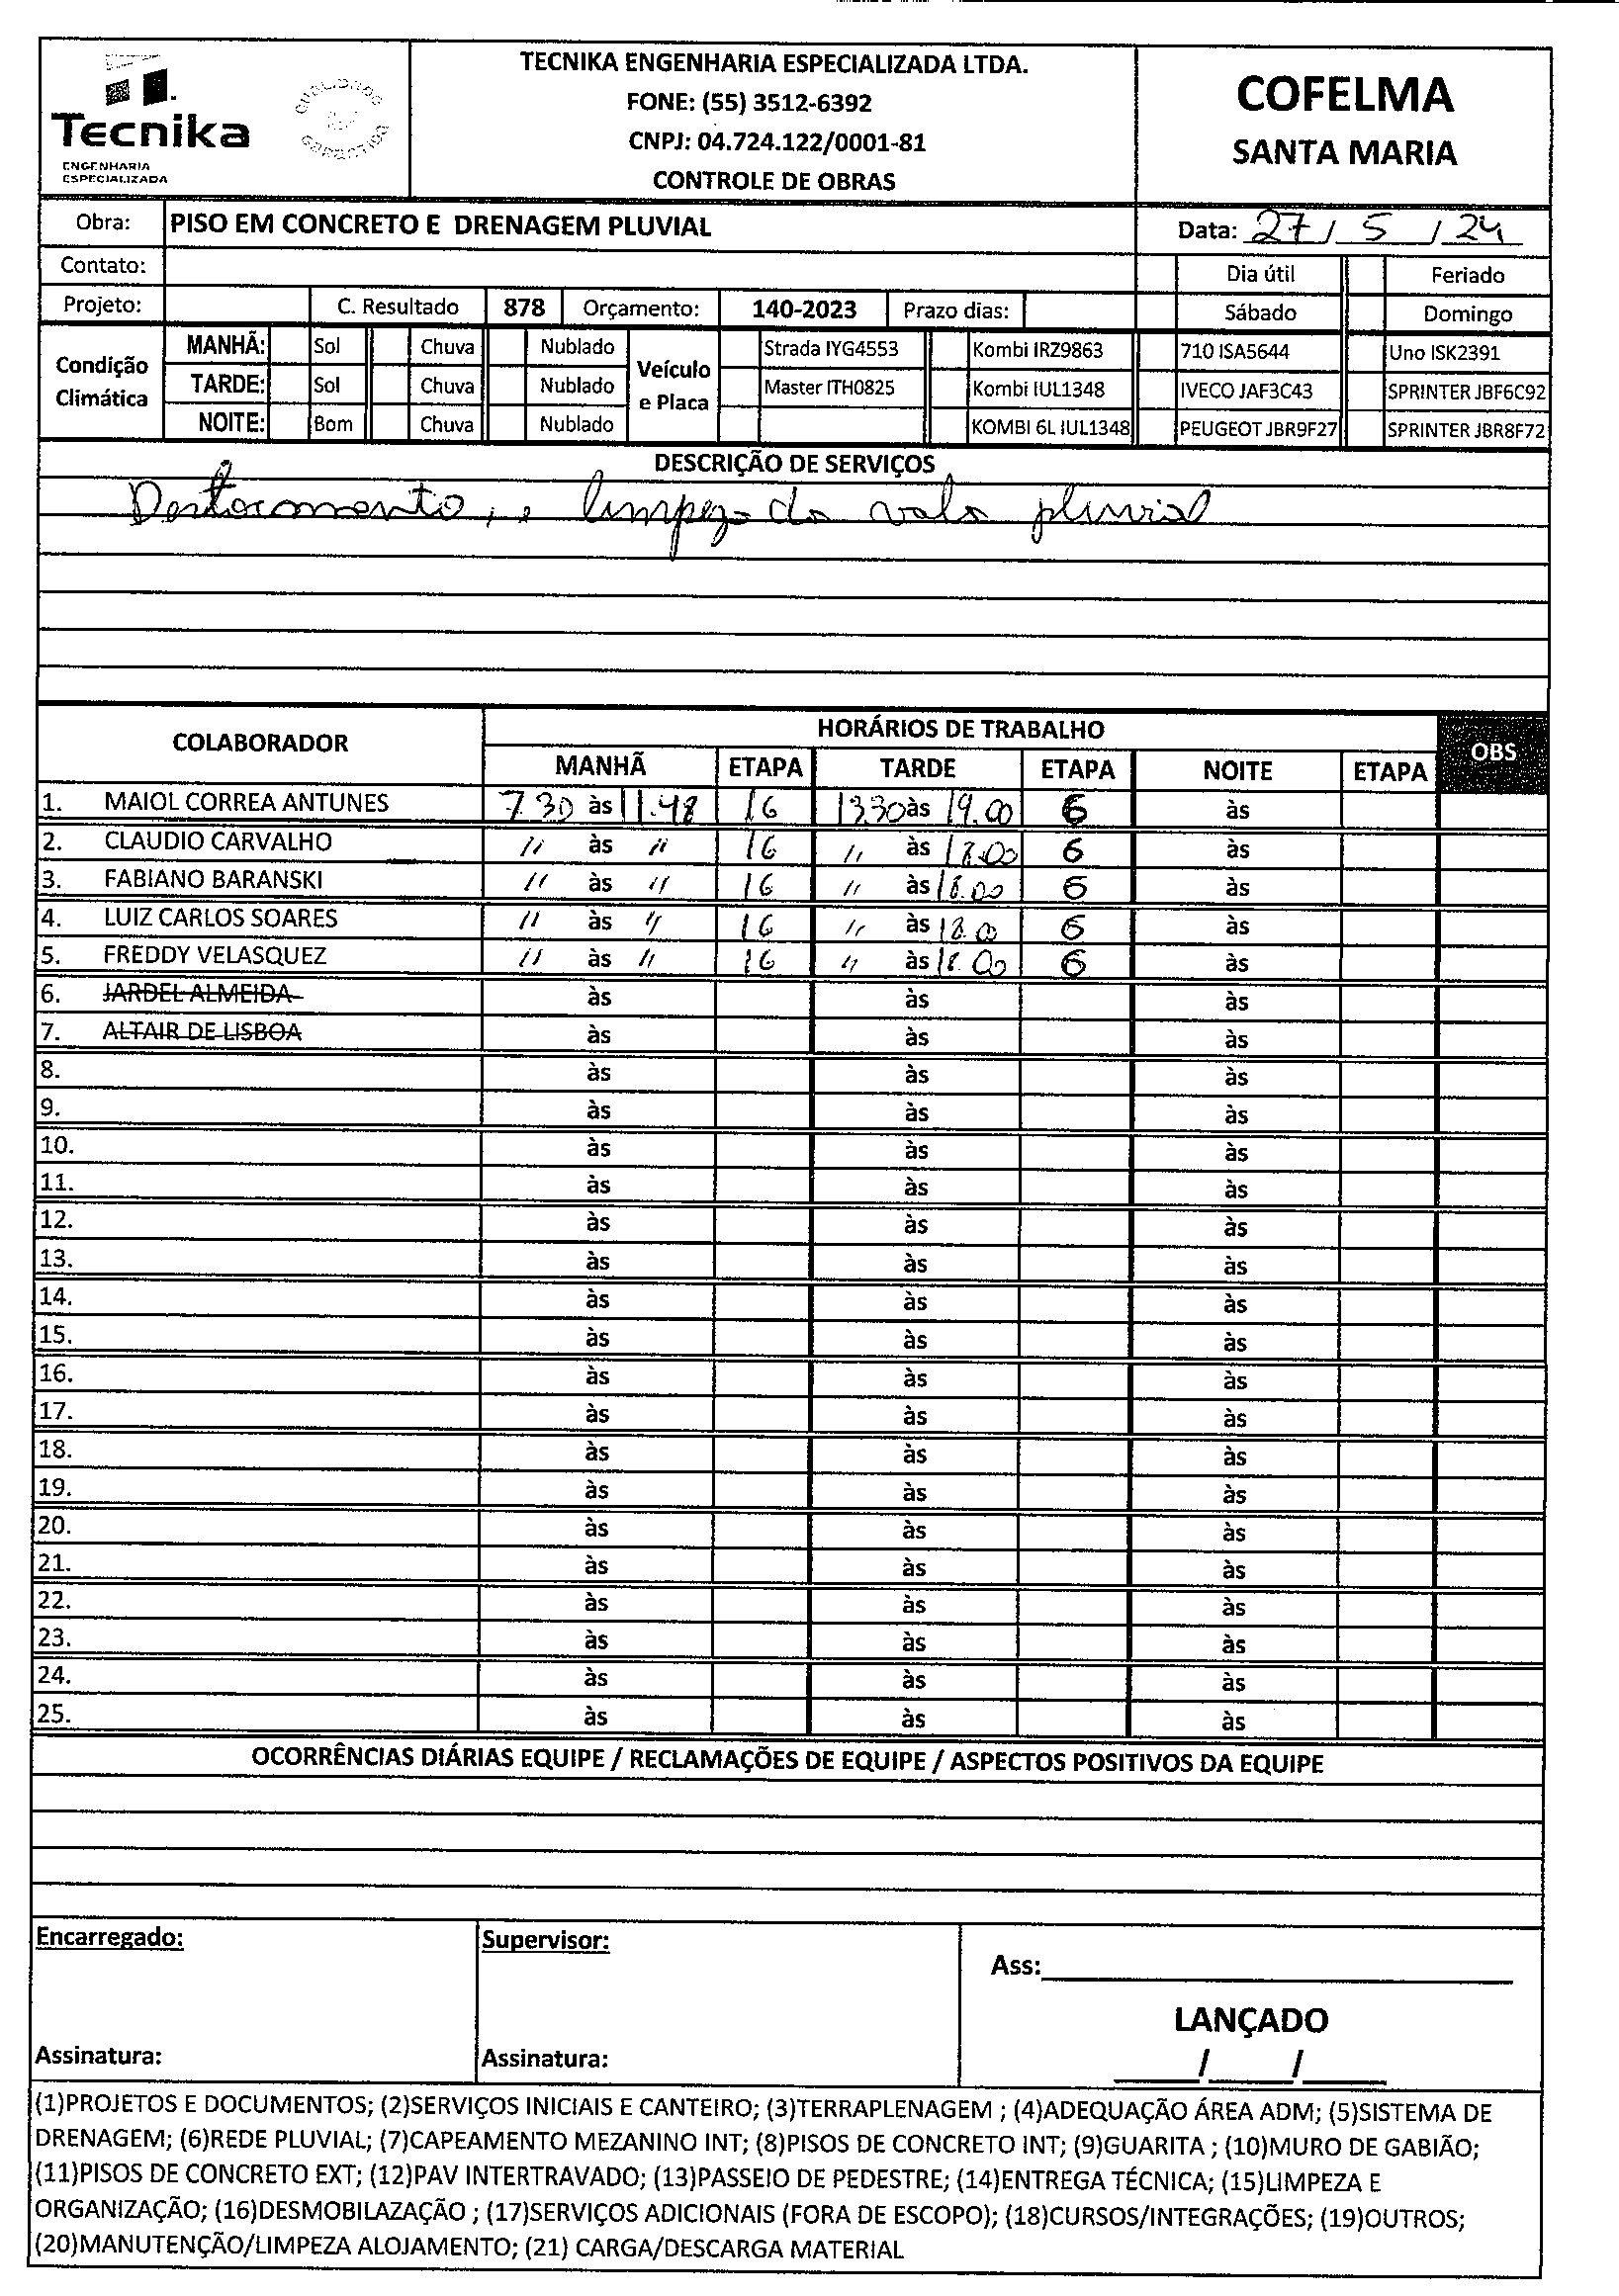 Tecnika
ENGENHARIA
ESPECIALIZADA
QUALIDADE
GARANTIDA
TECNIKA ENGENHARIA ESPECIALIZADA LTDA.
FONE: (55) 3512-6392
CNPJ: 04.724.122/0001-81
CONTROLE DE OBRAS
COFELMA
SANTA MARIA
Obra: PISO EM CONCRETO E DRENAGEM PLUVIAL Data: 27/5/24
Contato: Dia útil Feriado
Projeto: C. Resultado 878 Orçamento: 140-2023 Prazo dias: Sábado Domingo
Condição Climática
MANHÃ: Sol Chuva Nublado
TARDE: Sol Chuva Nublado
NOITE: Bom Chuva Nublado
Veículo e Placa
Strada IYG4553 Kombi IRZ9863 710 ISA5644 Uno ISK2391
Master ITH0825 Kombi IUL1348 IVECO JAF3C43 SPRINTER JBF6C92
KOMBI 6L IUL1348 PEUGEOT JBR9F27 SPRINTER JBR8F72
DESCRIÇÃO DE SERVIÇOS
Deslocamento, e limpeza da vala pluvial
COLABORADOR HORÁRIOS DE TRABALHO OBS
MANHÃ ETAPA TARDE ETAPA NOITE ETAPA
1. MAIOL CORREA ANTUNES 7.30 às 11.48 16 13.30 às 19.00 6 às
2. CLAUDIO CARVALHO " às " 16 " às 18.00 6 às
3. FABIANO BARANSKI " às " 16 " às 18.00 6 às
4. LUIZ CARLOS SOARES " às " 16 " às 18.00 6 às
5. FREDDY VELASQUEZ " às " 16 " às 18.00 6 às
6. JARDEL ALMEIDA às às às
7. ALTAIR DE LISBOA às às às
8. às às às
9. às às às
10. às às às
11. às às às
12. às às às
13. às às às
14. às às às
15. às às às
16. às às às
17. às às às
18. às às às
19. às às às
20. às às às
21. às às às
22. às às às
23. às às às
24. às às às
25. às às às
OCORRÊNCIAS DIÁRIAS EQUIPE / RECLAMAÇÕES DE EQUIPE / ASPECTOS POSITIVOS DA EQUIPE
Encarregado: Supervisor: Ass:
LANÇADO
Assinatura: Assinatura: / /
(1)PROJETOS E DOCUMENTOS; (2)SERVIÇOS INICIAIS E CANTEIRO; (3)TERRAPLENAGEM ; (4)ADEQUAÇÃO ÁREA ADM; (5)SISTEMA DE
DRENAGEM; (6)REDE PLUVIAL; (7)CAPEAMENTO MEZANINO INT; (8)PISOS DE CONCRETO INT; (9)GUARITA ; (10)MURO DE GABIÃO;
(11)PISOS DE CONCRETO EXT; (12)PAV INTERTRAVADO; (13)PASSEIO DE PEDESTRE; (14)ENTREGA TÉCNICA; (15)LIMPEZA E
ORGANIZAÇÃO; (16)DESMOBILAZAÇÃO ; (17)SERVIÇOS ADICIONAIS (FORA DE ESCOPO); (18)CURSOS/INTEGRAÇÕES; (19)OUTROS;
(20)MANUTENÇÃO/LIMPEZA ALOJAMENTO; (21) CARGA/DESCARGA MATERIAL